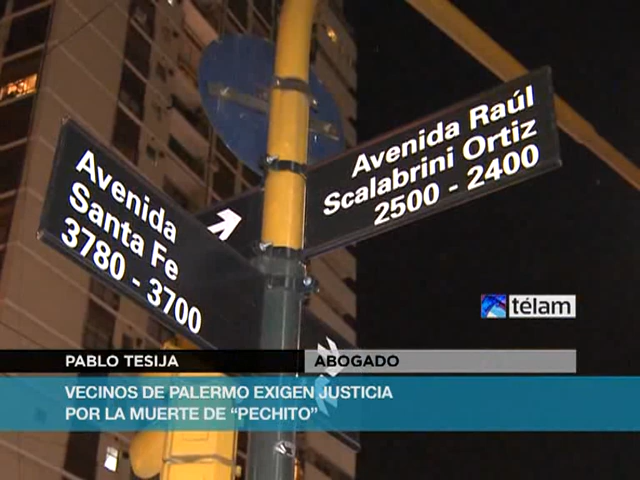 Avenida Raúl
Scalabrini Ortiz
2500 - 2400
Avenida
Santa Fe
3780 - 3700
télam
PABLO TESIJA
ABOGADO
VECINOS DE PALERMO EXIGEN JUSTICIA
POR LA MUERTE DE “PECHITO”